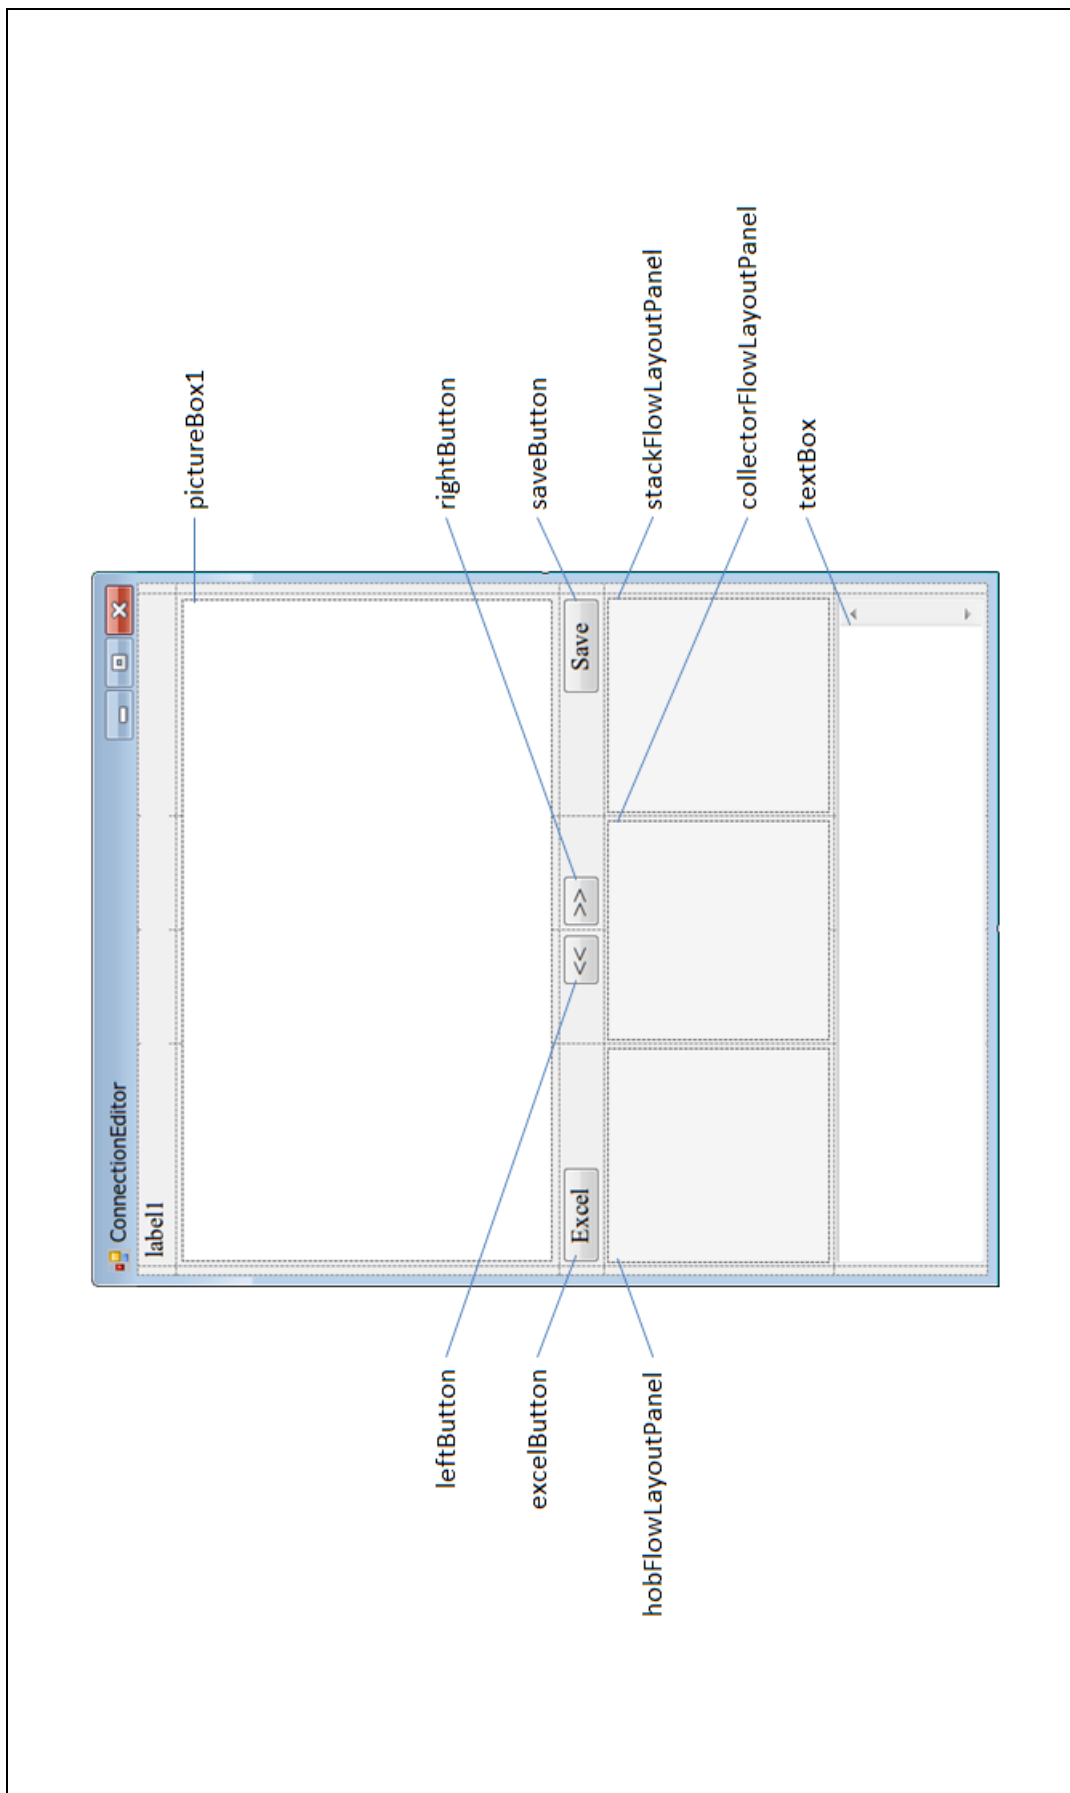 ConnectionEditor
label1
pictureBox1
leftButton
rightButton
excelButton
Excel
<<
>>
Save
saveButton
hobFlowLayoutPanel
stackFlowLayoutPanel
collectorFlowLayoutPanel
textBox